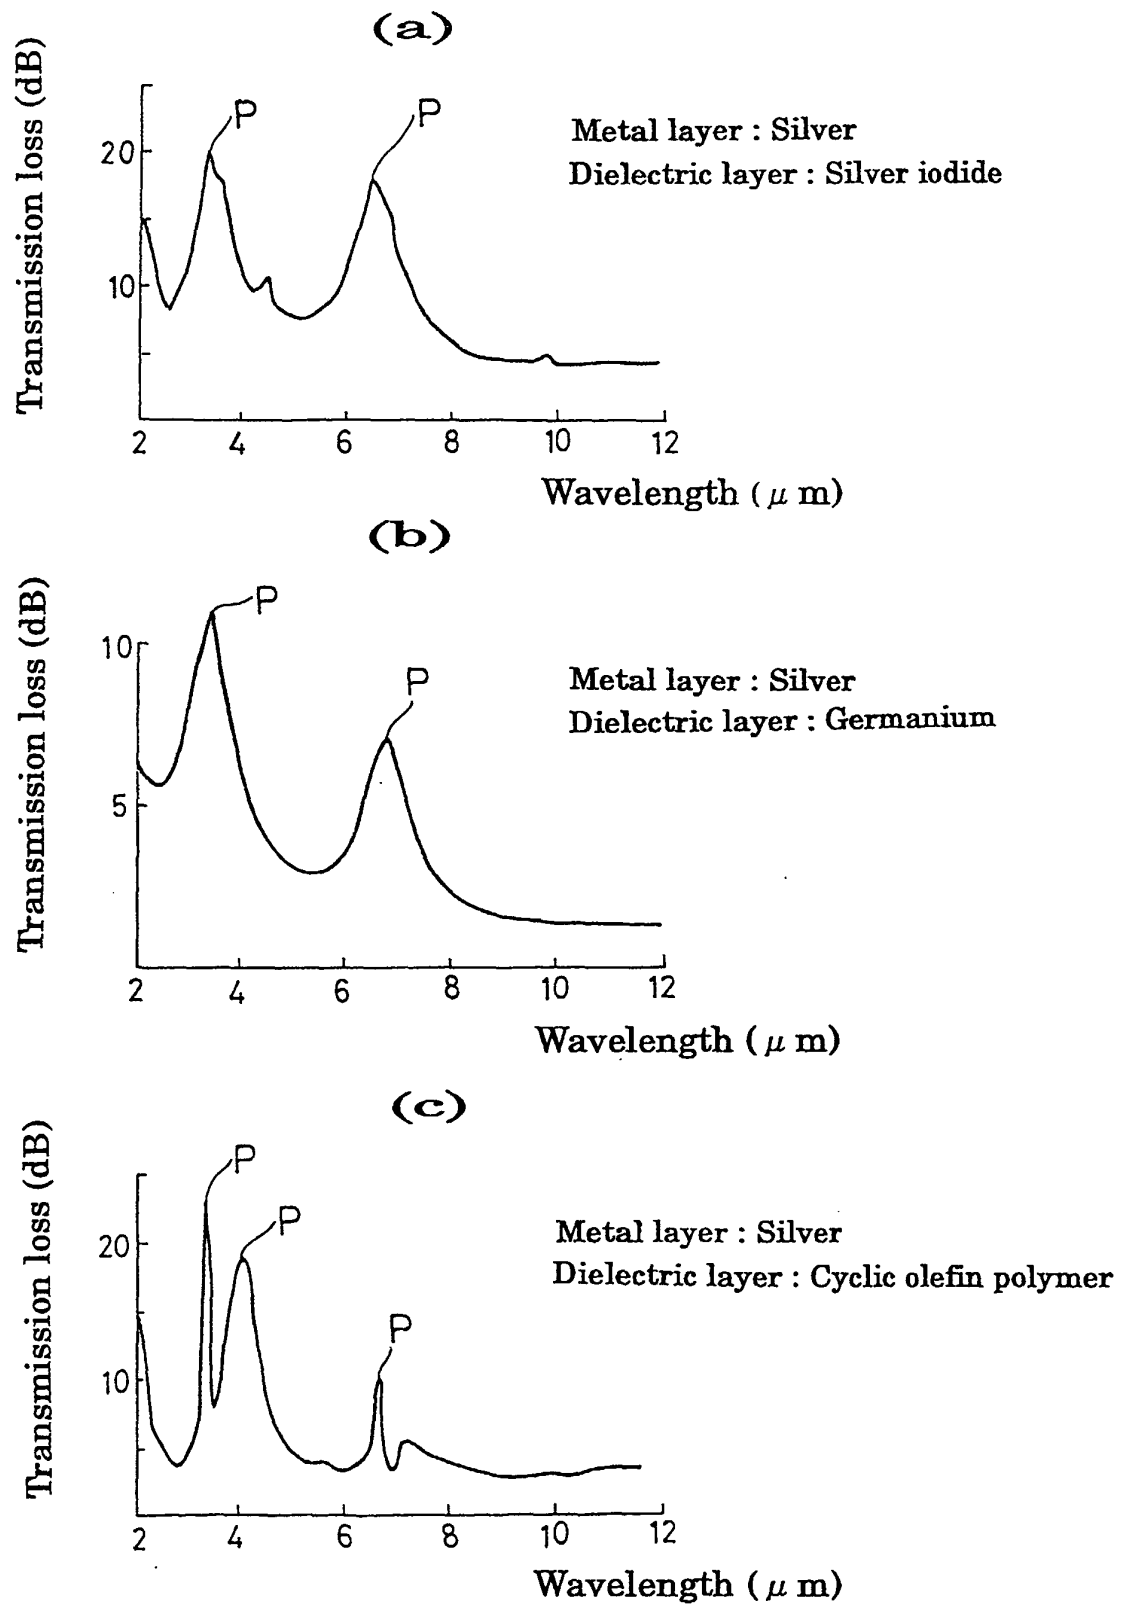 (a)
Transmission loss (dB)
P
P
Metal layer : Silver
Dielectric layer : Silver iodide
20
10
2 4 6 8 10 12
Wavelength ( μ m)
(b)
Transmission loss (dB)
P
P
Metal layer : Silver
Dielectric layer : Germanium
10
5
2 4 6 8 10 12
Wavelength ( μ m)
(c)
Transmission loss (dB)
P
P
P
Metal layer : Silver
Dielectric layer : Cyclic olefin polymer
20
10
2 4 6 8 10 12
Wavelength ( μ m)